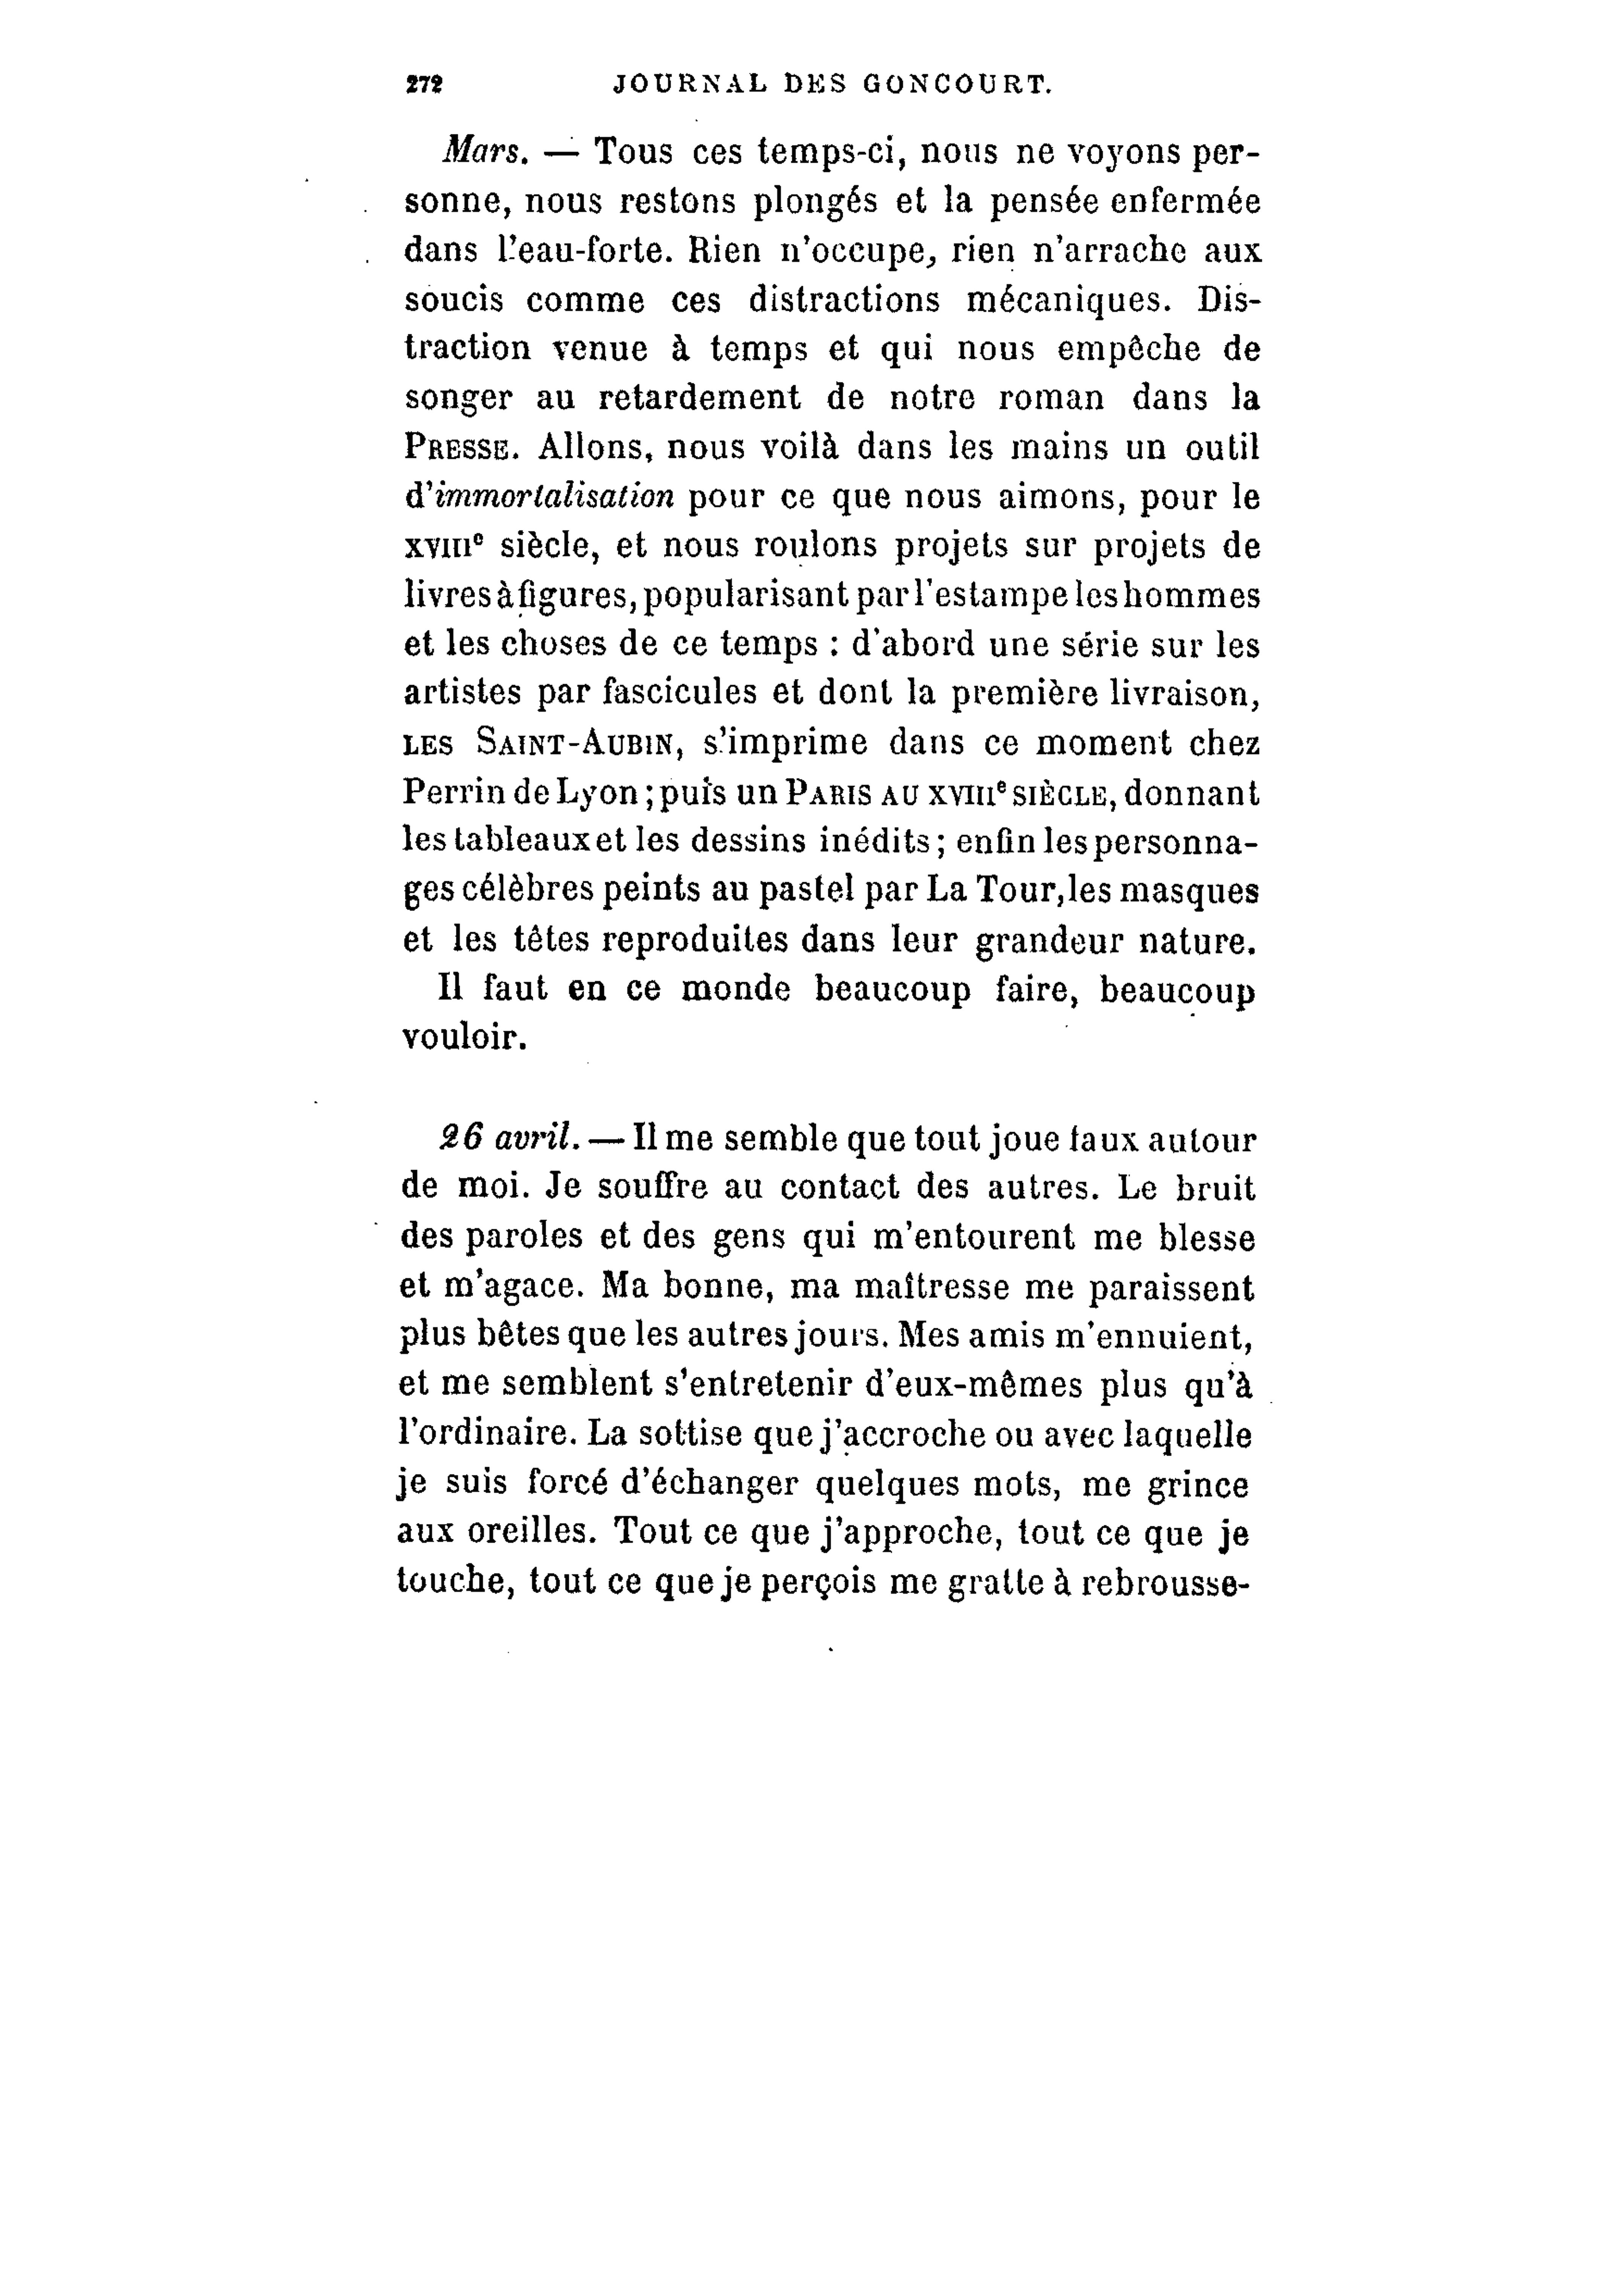 272 JOURNAL DES GONCOURT.
Mars. — Tous ces temps-ci, nous ne voyons per-
sonne, nous restons plongés et la pensée enfermée
dans l'eau-forte. Rien n'occupe, rien n'arrache aux
soucis comme ces distractions mécaniques. Dis-
traction venue à temps et qui nous empêche de
songer au retardement de notre roman dans la
PRESSE. Allons, nous voilà dans les mains un outil
d'immortalisation pour ce que nous aimons, pour le
XVIIIe siècle, et nous roulons projets sur projets de
livres à figures, popularisant par l'estampe les hommes
et les choses de ce temps : d'abord une série sur les
artistes par fascicules et dont la première livraison,
LES SAINT-AUBIN, s'imprime dans ce moment chez
Perrin de Lyon ; puis un PARIS AU XVIIIe SIÈCLE, donnant
les tableaux et les dessins inédits ; enfin les personna-
ges célèbres peints au pastel par La Tour, les masques
et les têtes reproduites dans leur grandeur nature.
Il faut en ce monde beaucoup faire, beaucoup
vouloir.
26 avril. — Il me semble que tout joue faux autour
de moi. Je souffre au contact des autres. Le bruit
des paroles et des gens qui m'entourent me blesse
et m'agace. Ma bonne, ma maîtresse me paraissent
plus bêtes que les autres jours. Mes amis m'ennuient,
et me semblent s'entretenir d'eux-mêmes plus qu'à
l'ordinaire. La sottise que j'accroche ou avec laquelle
je suis forcé d'échanger quelques mots, me grince
aux oreilles. Tout ce que j'approche, tout ce que je
touche, tout ce que je perçois me gratte à rebrousse-